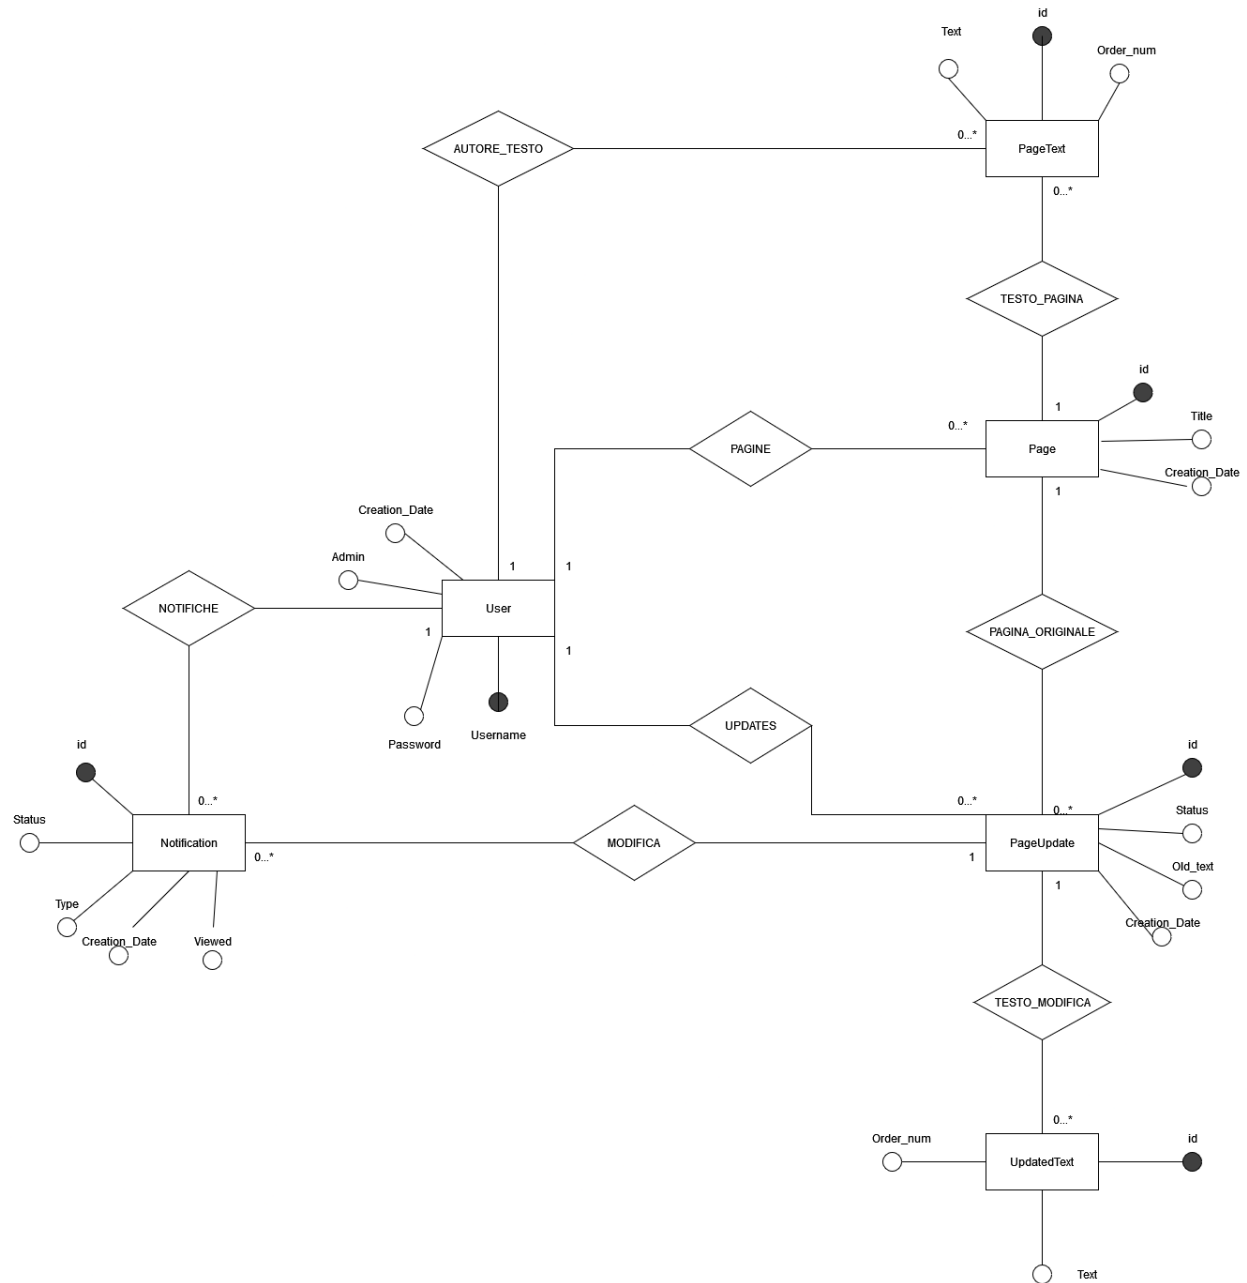 id
Text
Order_num
AUTORE_TESTO
0...*
PageText
0...*
TESTO_PAGINA
id
1
Title
0...*
PAGINE
Page
Creation_Date
1
Creation_Date
Admin
1
1
NOTIFICHE
User
1
PAGINA_ORIGINALE
1
UPDATES
Username
Password
id
id
0...*
0...*
0...*
Status
Status
Notification
MODIFICA
PageUpdate
0...*
1
Old_text
1
Type
Creation_Date
Creation_Date
Viewed
TESTO_MODIFICA
0...*
Order_num
id
UpdatedText
Text